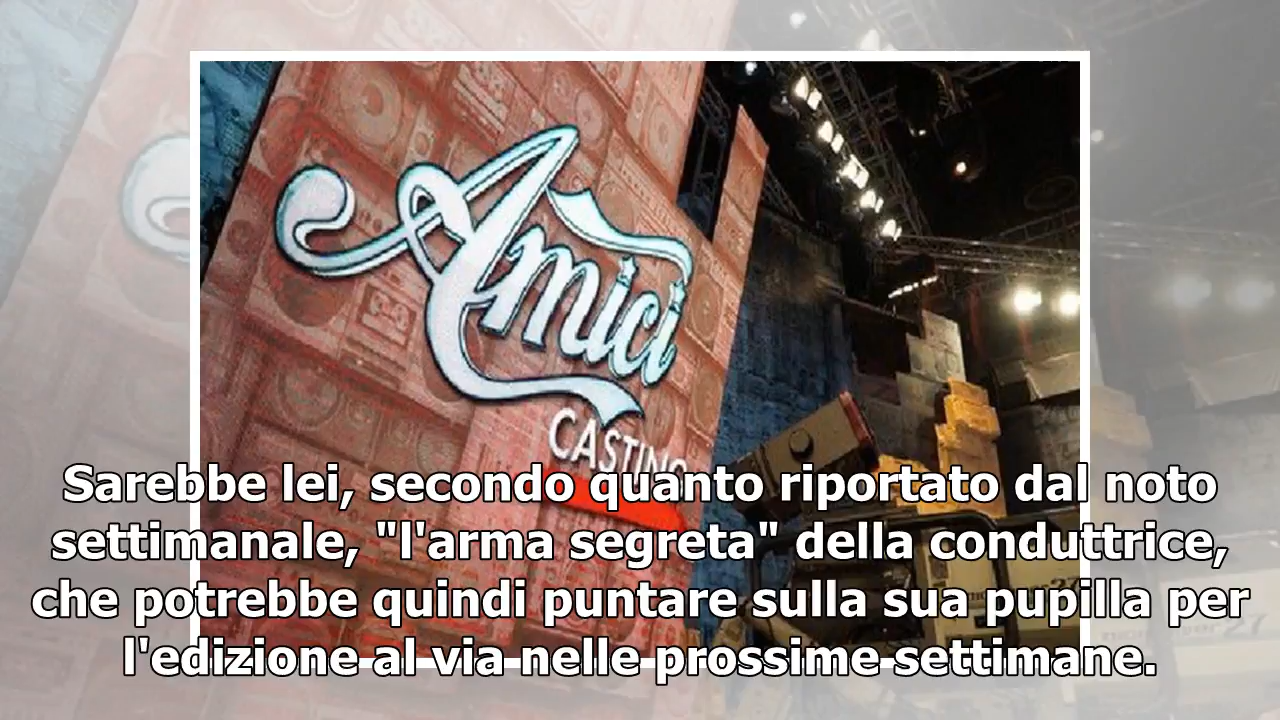 Amici
CASTING
Sarebbe lei, secondo quanto riportato dal noto
settimanale, "l'arma segreta" della conduttrice,
che potrebbe quindi puntare sulla sua pupilla per
l'edizione al via nelle prossime settimane.